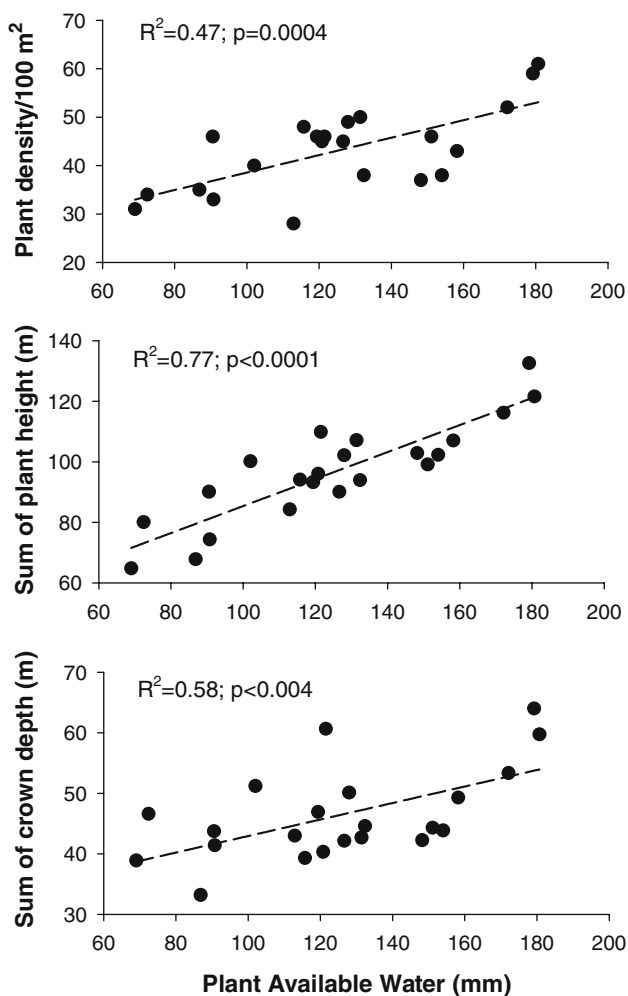 Plant density/100 m²
R²=0.47; p=0.0004
70
60
50
40
30
20
60 80 100 120 140 160 180 200
Sum of plant height (m)
R²=0.77; p<0.0001
140
120
100
80
60
60 80 100 120 140 160 180 200
Sum of crown depth (m)
R²=0.58; p<0.004
70
60
50
40
30
60 80 100 120 140 160 180 200
Plant Available Water (mm)